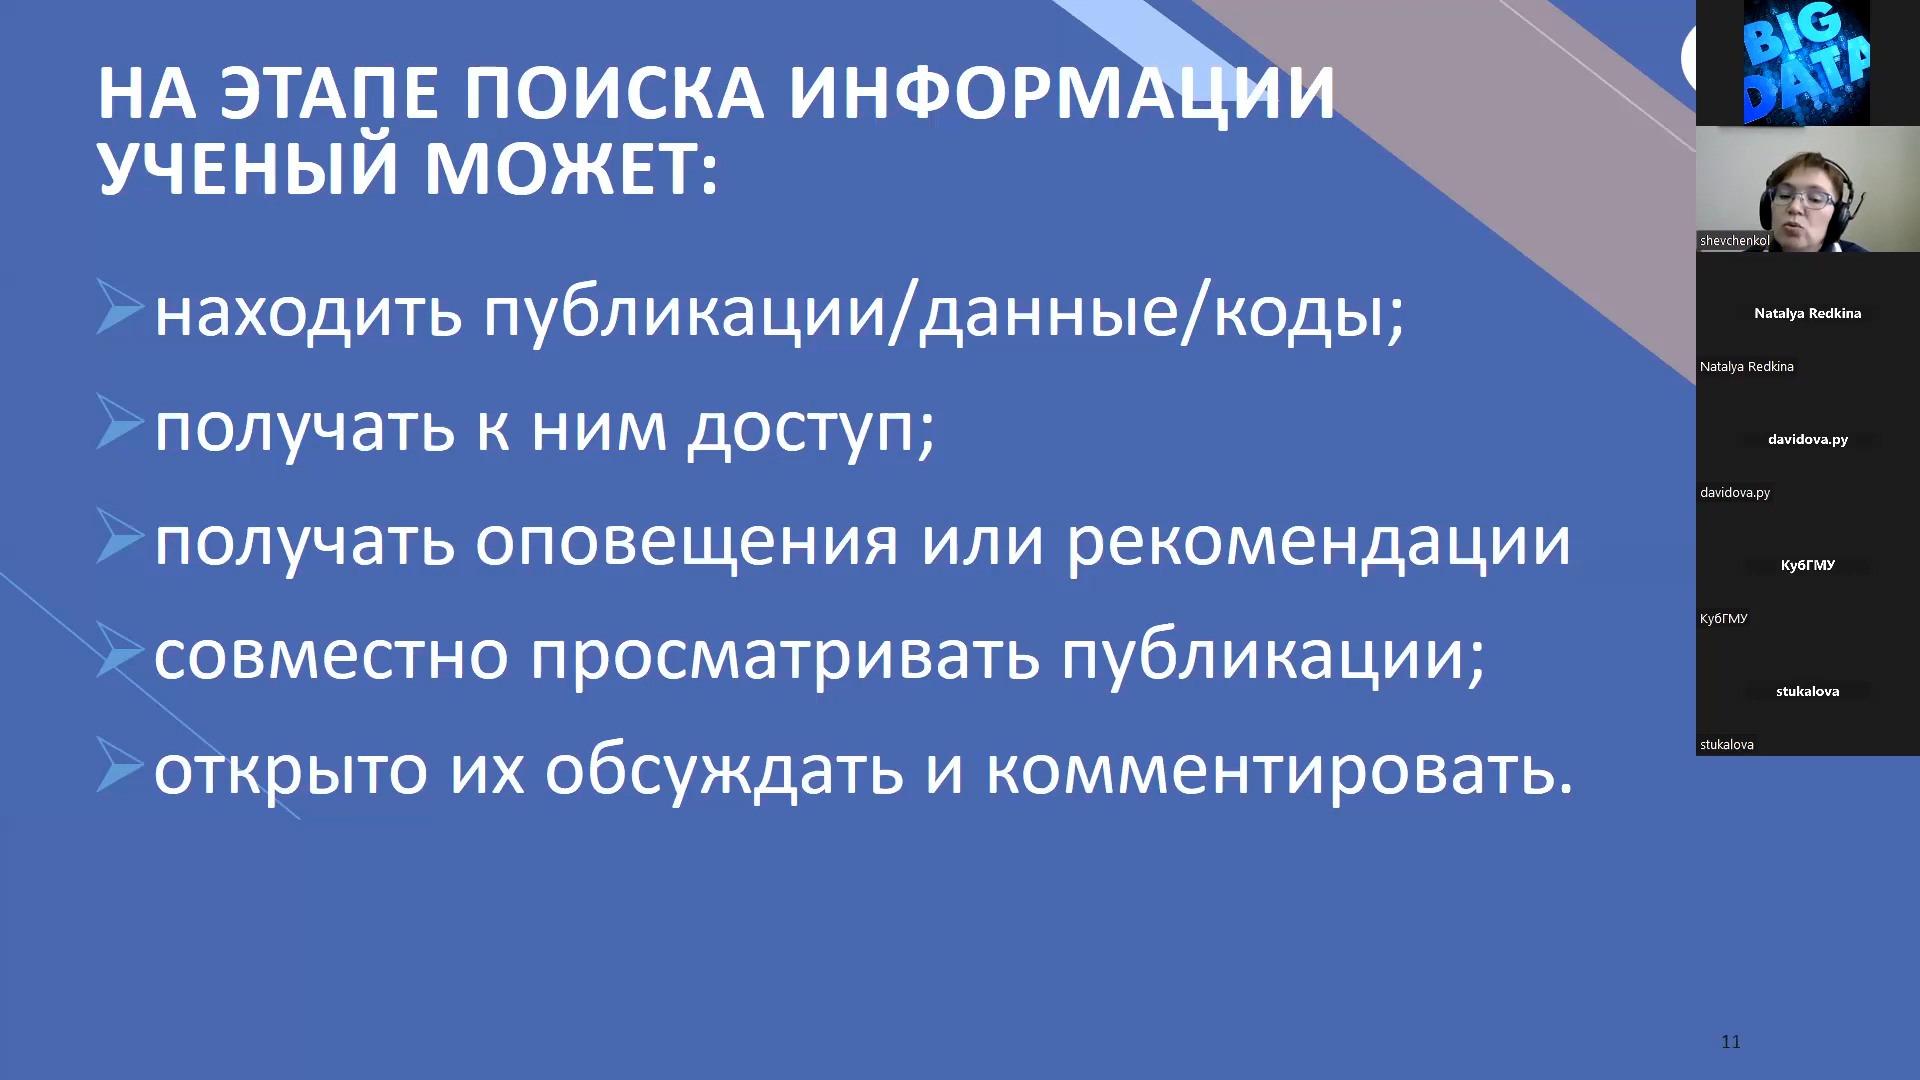 НА ЭТАПЕ ПОИСКА ИНФОРМАЦИИ
УЧЕНЫЙ МОЖЕТ:
находить публикации/данные/коды;
получать к ним доступ;
получать оповещения или рекомендации
совместно просматривать публикации;
открыто их обсуждать и комментировать.
11
BIG
DATA
shevchenkol
Natalya Redkina
Natalya Redkina
davidova.py
davidova.py
КубГМУ
КубГМУ
stukalova
stukalova